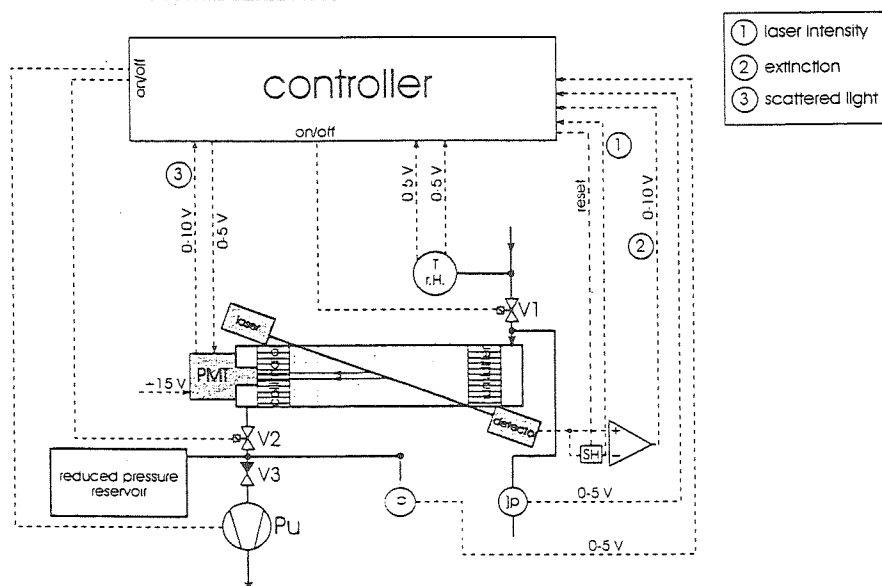 controller
on/off
on/off
① laser intensity
② extinction
③ scattered light
③
①
②
0-10 V
0-5 V
0-5 V
0-5 V
reset
0-10 V
T
r.H.
V1
laser
PMT
+15 V
detector
SH
+
−
V2
V3
reduced pressure
reservoir
Pu
p
0-5 V
0-5 V